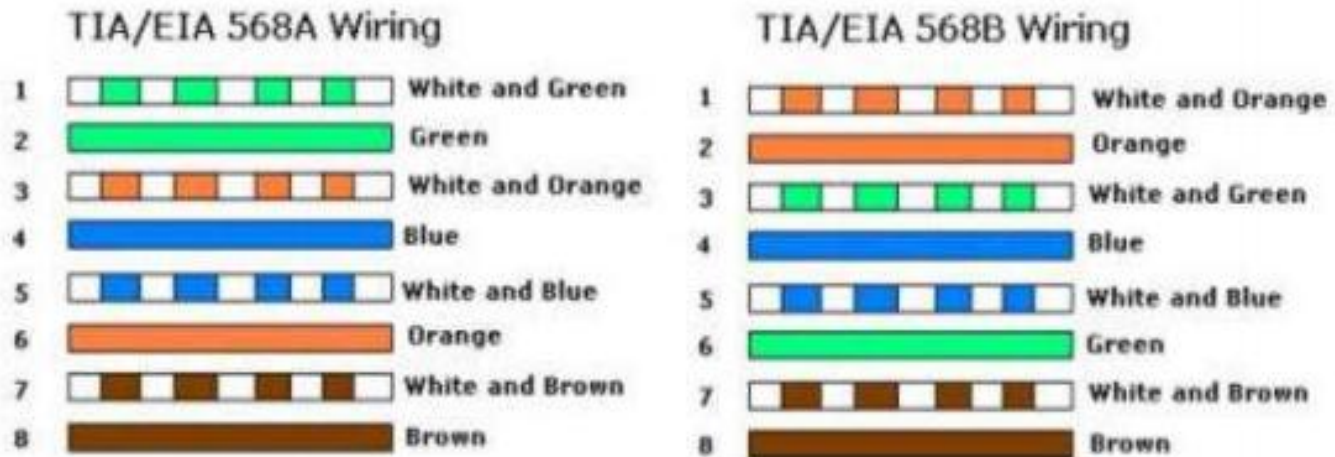 TIA/EIA 568A Wiring
1 White and Green
2 Green
3 White and Orange
4 Blue
5 White and Blue
6 Orange
7 White and Brown
8 Brown
TIA/EIA 568B Wiring
1 White and Orange
2 Orange
3 White and Green
4 Blue
5 White and Blue
6 Green
7 White and Brown
8 Brown